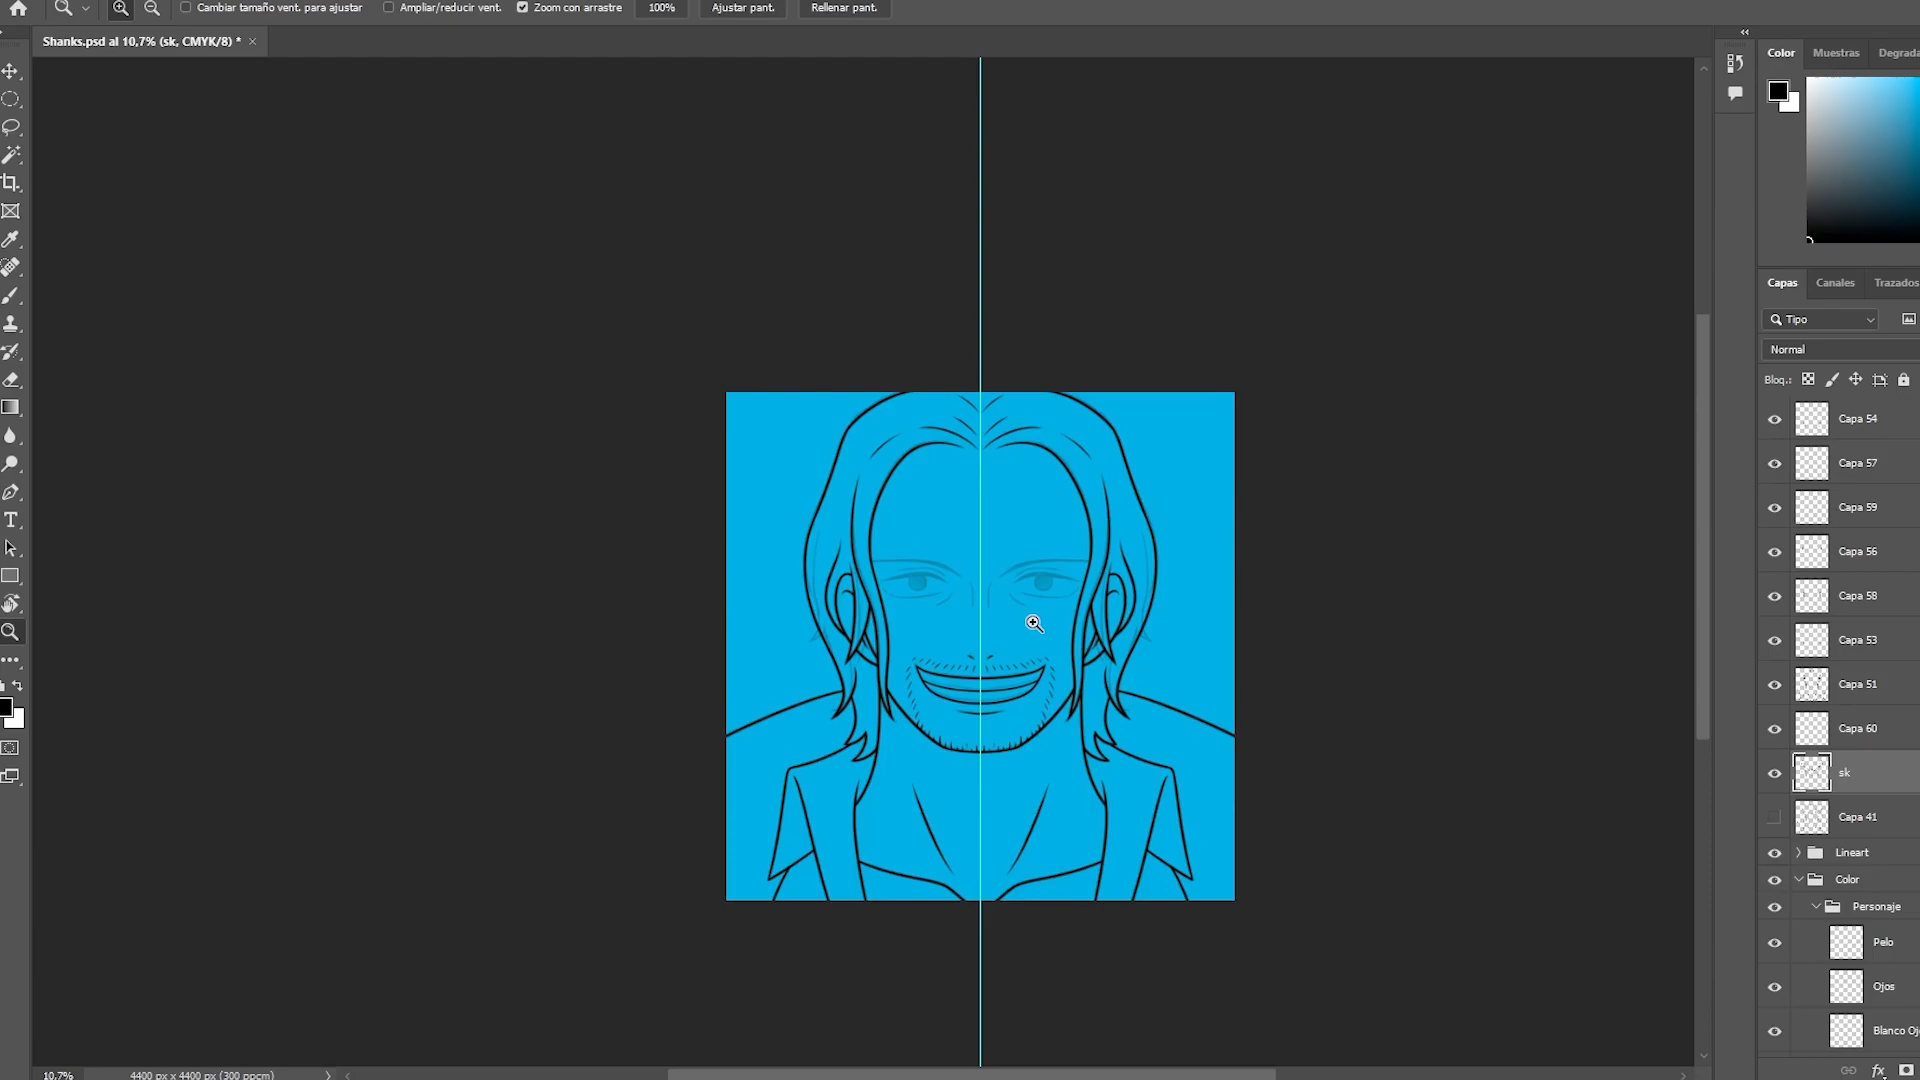 Cambiar tamaño vent. para ajustar
Ampliar/reducir vent.
Zoom con arrastre
100%
Ajustar pant.
Rellenar pant.
Shanks.psd al 10,7% (sk, CMYK/8) *
Color
Muestras
Degrada
Capas
Canales
Trazados
Tipo
Normal
Bloq.:
Capa 54
Capa 57
Capa 59
Capa 56
Capa 58
Capa 53
Capa 51
Capa 60
sk
Capa 41
Lineart
Color
Personaje
Pelo
Ojos
Blanco Oj
fx
10,7%
4400 px x 4400 px (300 ppcm)